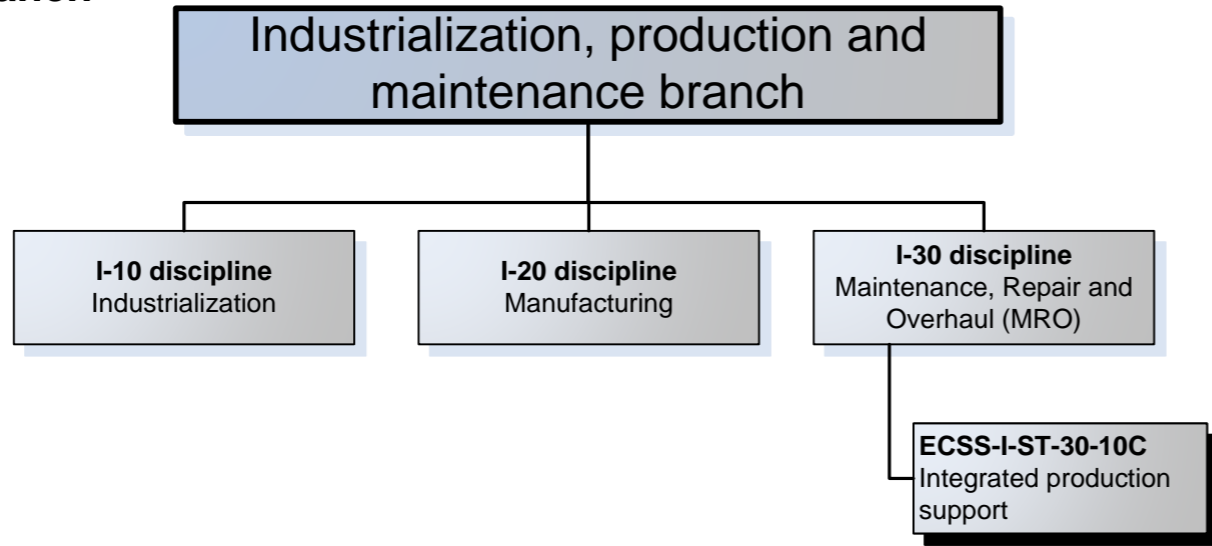 Industrialization, production and
maintenance branch
I-10 discipline
Industrialization
I-20 discipline
Manufacturing
I-30 discipline
Maintenance, Repair and
Overhaul (MRO)
ECSS-I-ST-30-10C
Integrated production
support